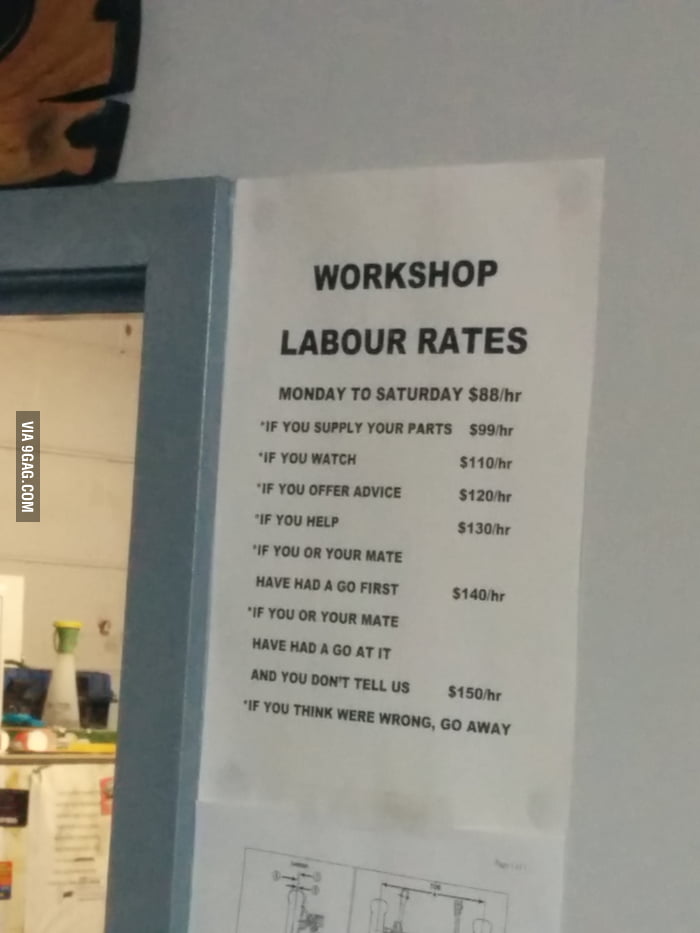 WORKSHOP
LABOUR RATES
MONDAY TO SATURDAY $88/hr
*IF YOU SUPPLY YOUR PARTS $99/hr
*IF YOU WATCH $110/hr
*IF YOU OFFER ADVICE $120/hr
*IF YOU HELP $130/hr
*IF YOU OR YOUR MATE
HAVE HAD A GO FIRST $140/hr
*IF YOU OR YOUR MATE
HAVE HAD A GO AT IT
AND YOU DON'T TELL US $150/hr
*IF YOU THINK WERE WRONG, GO AWAY
VIA 9GAG.COM